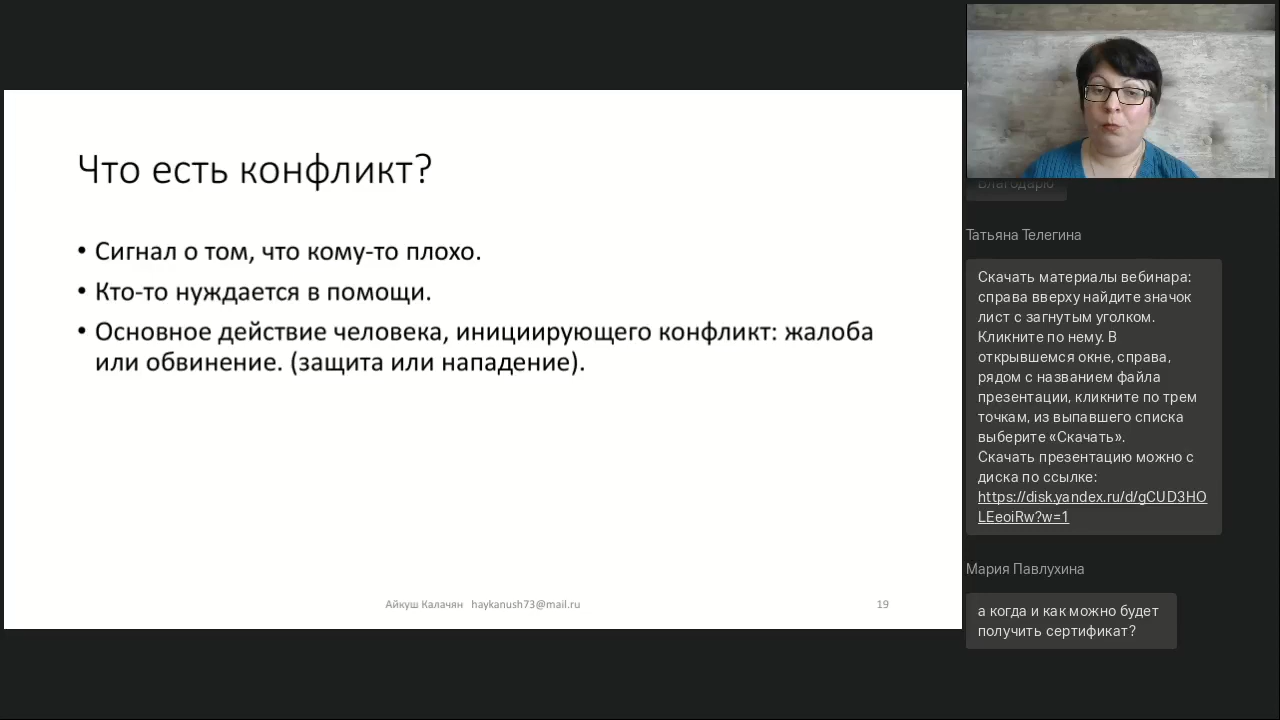 Что есть конфликт?
• Сигнал о том, что кому-то плохо.
• Кто-то нуждается в помощи.
• Основное действие человека, инициирующего конфликт: жалоба
или обвинение. (защита или нападение).
Айкуш Калачян haykanush73@mail.ru
19
Благодарю
Татьяна Телегина
Скачать материалы вебинара:
справа вверху найдите значок
лист с загнутым уголком.
Кликните по нему. В
открывшемся окне, справа,
рядом с названием файла
презентации, кликните по трем
точкам, из выпавшего списка
выберите «Скачать».
Скачать презентацию можно с
диска по ссылке:
https://disk.yandex.ru/d/gCUD3HO
LEeoiRw?w=1
Мария Павлухина
а когда и как можно будет
получить сертификат?